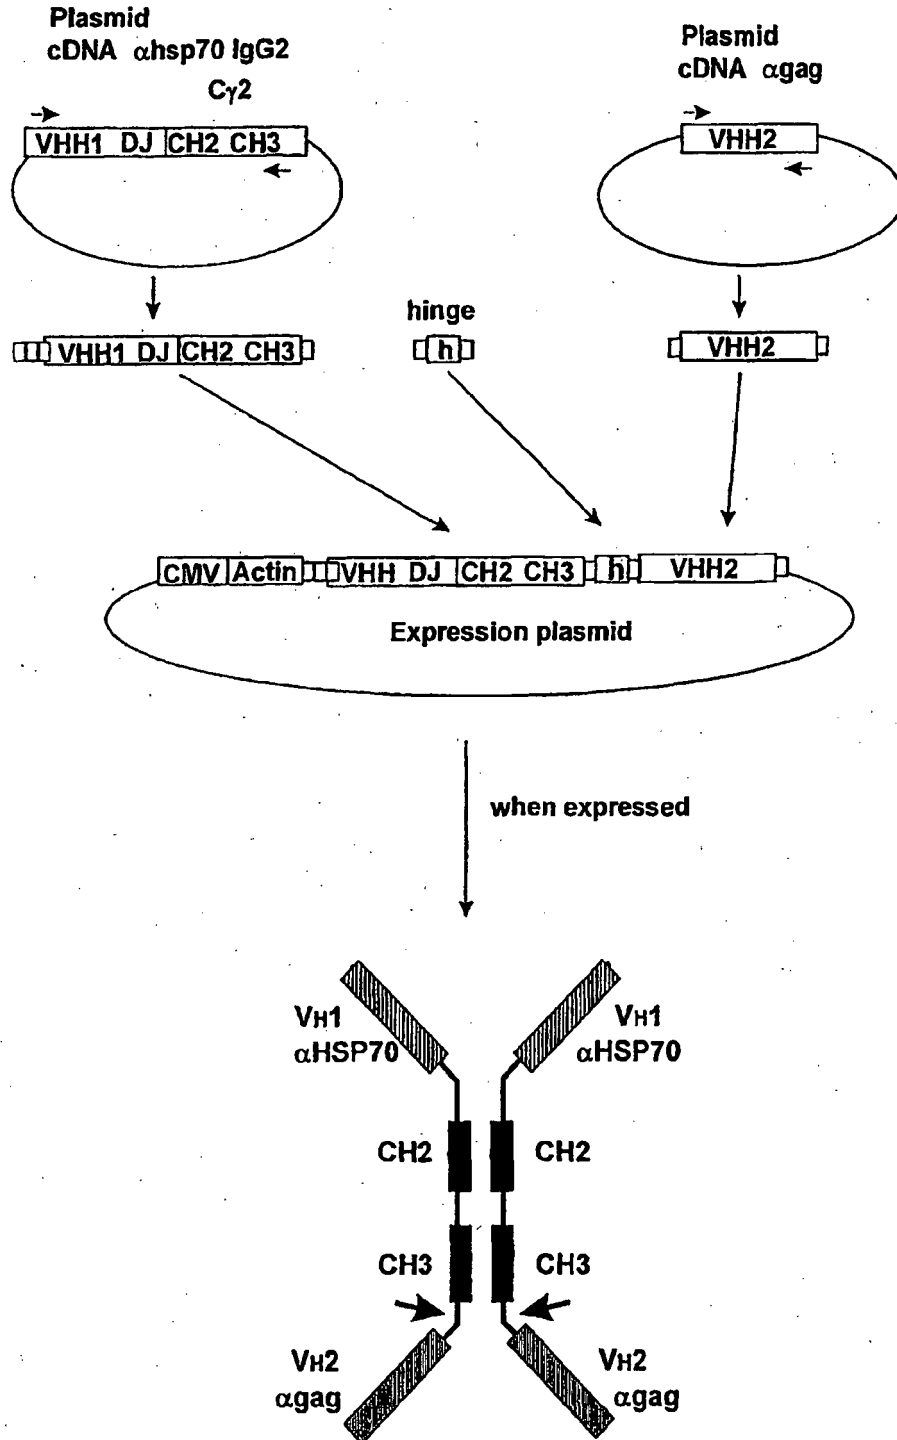 Plasmid
cDNA αhsp70 IgG2
Cγ2
VHH1 DJ CH2 CH3
Plasmid
cDNA αgag
VHH2
VHH1 DJ CH2 CH3
hinge
h
VHH2
CMV Actin VHH DJ CH2 CH3 h VHH2
Expression plasmid
when expressed
VH1
αHSP70
VH1
αHSP70
CH2
CH2
CH3
CH3
VH2
αgag
VH2
αgag